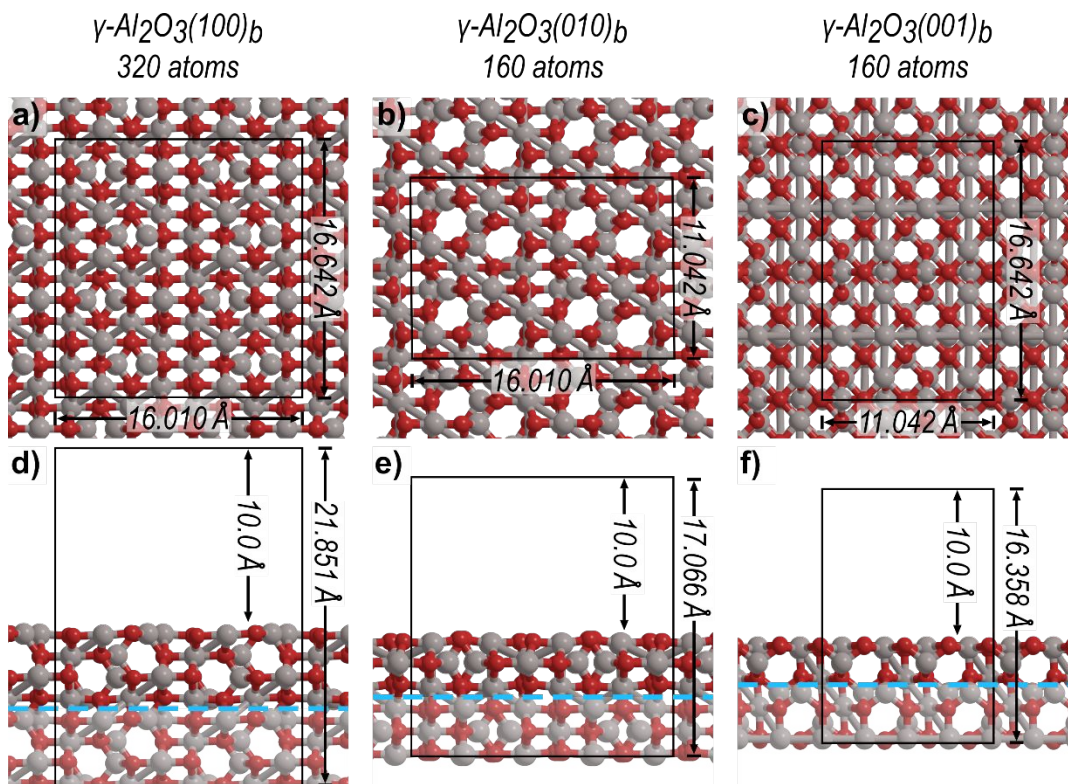 γ-Al2O3(100)b
320 atoms
γ-Al2O3(010)b
160 atoms
γ-Al2O3(001)b
160 atoms
a)
16.642 Å
16.010 Å
b)
11.042 Å
16.010 Å
c)
16.642 Å
11.042 Å
d)
10.0 Å
21.851 Å
e)
10.0 Å
17.066 Å
f)
10.0 Å
16.358 Å